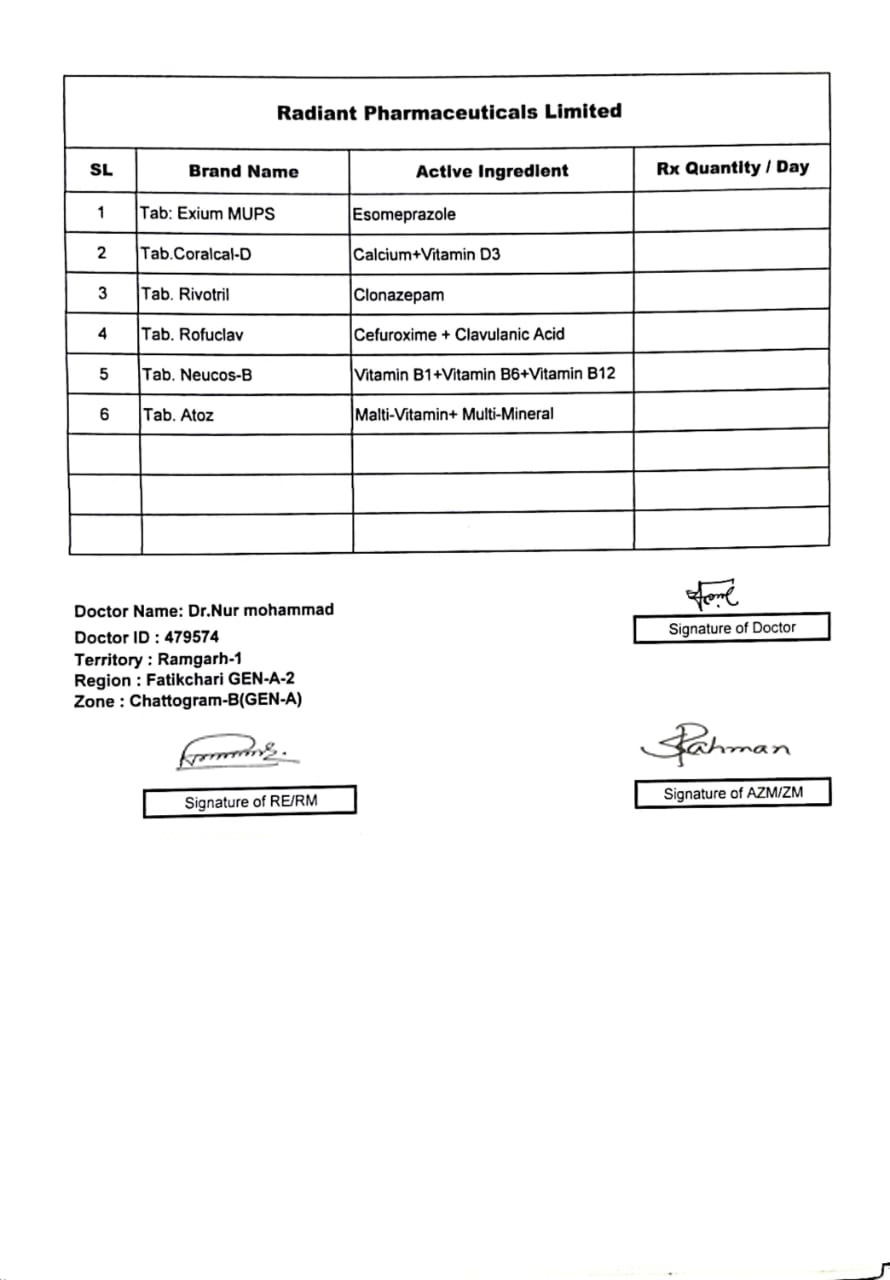 Radiant Pharmaceuticals Limited
SL Brand Name Active Ingredient Rx Quantity / Day
1 Tab: Exium MUPS Esomeprazole
2 Tab.Coralcal-D Calcium+Vitamin D3
3 Tab. Rivotril Clonazepam
4 Tab. Rofuclav Cefuroxime + Clavulanic Acid
5 Tab. Neucos-B Vitamin B1+Vitamin B6+Vitamin B12
6 Tab. Atoz Malti-Vitamin+ Multi-Mineral
Doctor Name: Dr.Nur mohammad
Signature of Doctor
Doctor ID : 479574
Territory : Ramgarh-1
Region : Fatikchari GEN-A-2
Zone : Chattogram-B(GEN-A)
Rahman
Signature of RE/RM
Signature of AZM/ZM